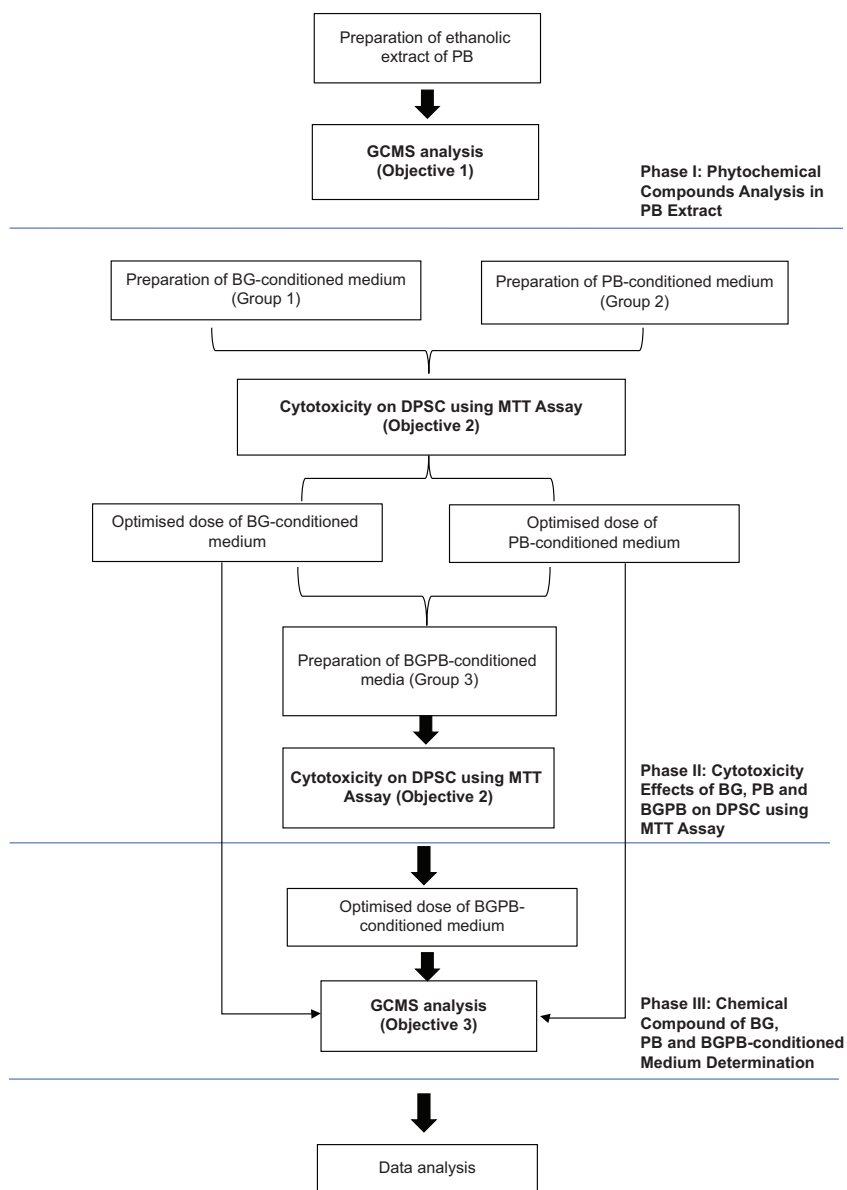 Preparation of ethanolic
extract of PB
GCMS analysis
(Objective 1)
Phase I: Phytochemical
Compounds Analysis in
PB Extract
Preparation of BG-conditioned medium
(Group 1)
Preparation of PB-conditioned medium
(Group 2)
Cytotoxicity on DPSC using MTT Assay
(Objective 2)
Optimised dose of BG-conditioned
medium
Optimised dose of
PB-conditioned medium
Preparation of BGPB-conditioned
media (Group 3)
Cytotoxicity on DPSC using MTT
Assay (Objective 2)
Phase II: Cytotoxicity
Effects of BG, PB and
BGPB on DPSC using
MTT Assay
Optimised dose of BGPB-
conditioned medium
GCMS analysis
(Objective 3)
Phase III: Chemical
Compound of BG,
PB and BGPB-conditioned
Medium Determination
Data analysis